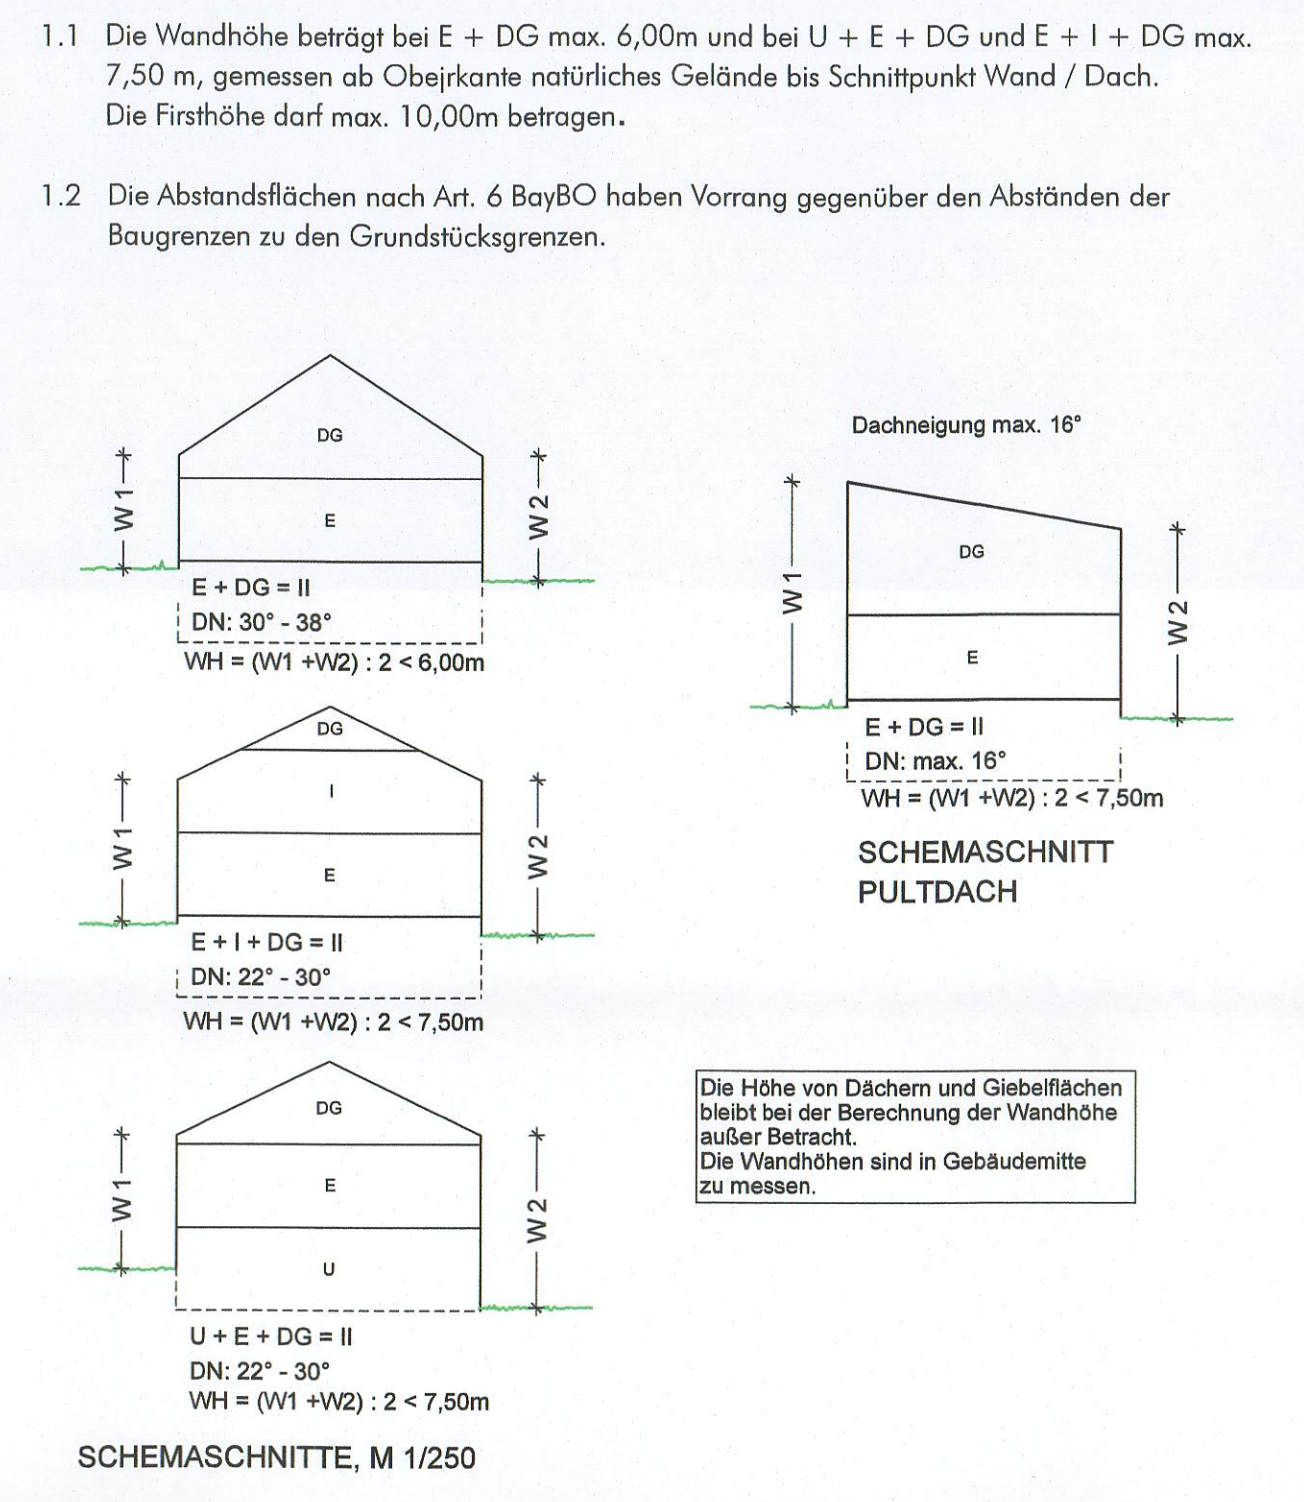 1.1 Die Wandhöhe beträgt bei E + DG max. 6,00m und bei U + E + DG und E + I + DG max.
7,50 m, gemessen ab Obejrkante natürliches Gelände bis Schnittpunkt Wand / Dach.
Die Firsthöhe darf max. 10,00m betragen.
1.2 Die Abstandsflächen nach Art. 6 BayBO haben Vorrang gegenüber den Abständen der
Baugrenzen zu den Grundstücksgrenzen.
DG
E
W1
W2
E + DG = II
DN: 30° - 38°
WH = (W1 +W2) : 2 < 6,00m
Dachneigung max. 16°
DG
E
W1
W2
E + DG = II
DN: max. 16°
WH = (W1 +W2) : 2 < 7,50m
SCHEMASCHNITT
PULTDACH
DG
I
E
W1
W2
E + I + DG = II
DN: 22° - 30°
WH = (W1 +W2) : 2 < 7,50m
Die Höhe von Dächern und Giebelflächen
bleibt bei der Berechnung der Wandhöhe
außer Betracht.
Die Wandhöhen sind in Gebäudemitte
zu messen.
DG
E
U
W1
W2
U + E + DG = II
DN: 22° - 30°
WH = (W1 +W2) : 2 < 7,50m
SCHEMASCHNITTE, M 1/250